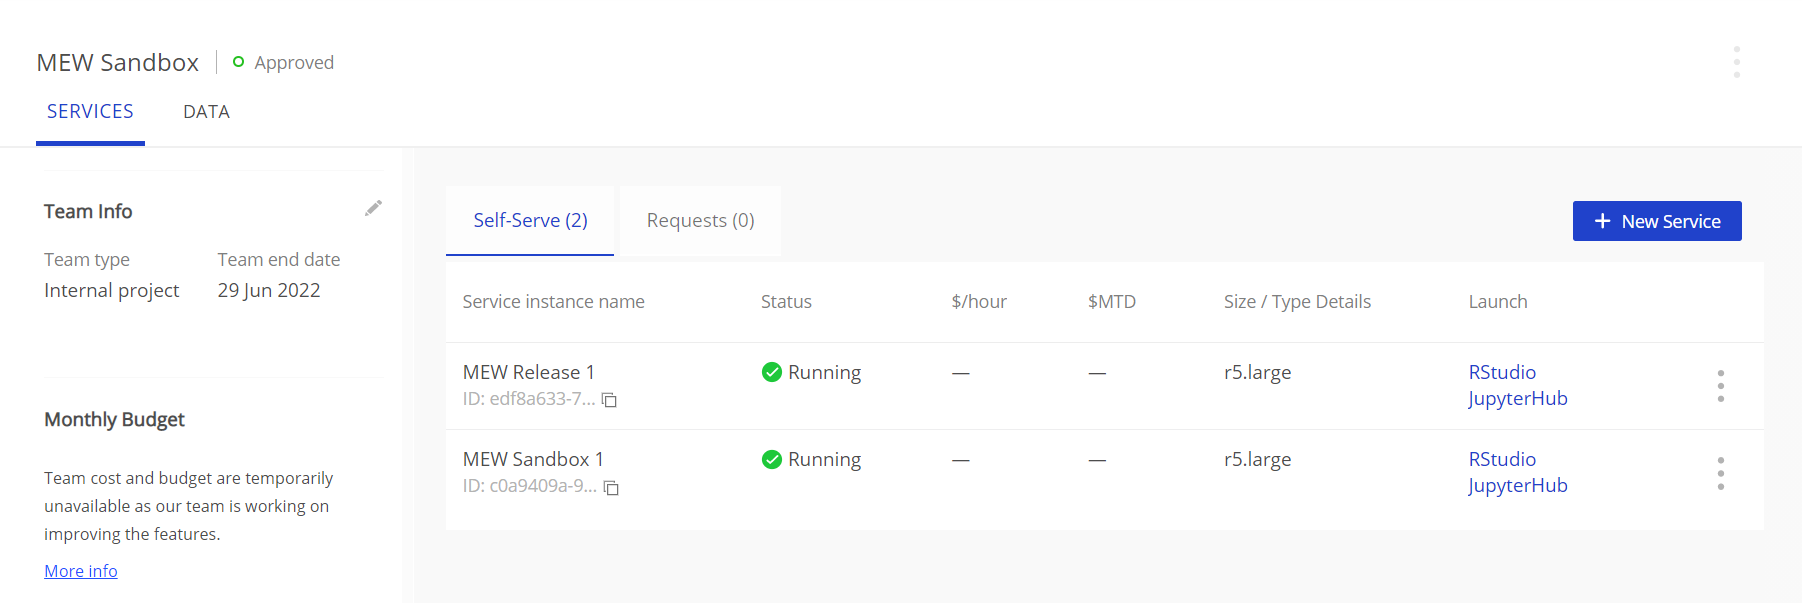 MEW Sandbox
Approved
SERVICES
DATA
Team Info
Team type
Team end date
Internal project
29 Jun 2022
Monthly Budget
Team cost and budget are temporarily
unavailable as our team is working on
improving the features.
More info
Self-Serve (2)
Requests (0)
+ New Service
Service instance name
Status
$/hour
$MTD
Size / Type Details
Launch
MEW Release 1
ID: edf8a633-7...
Running
—
—
r5.large
RStudio
JupyterHub
MEW Sandbox 1
ID: c0a9409a-9...
Running
—
—
r5.large
RStudio
JupyterHub